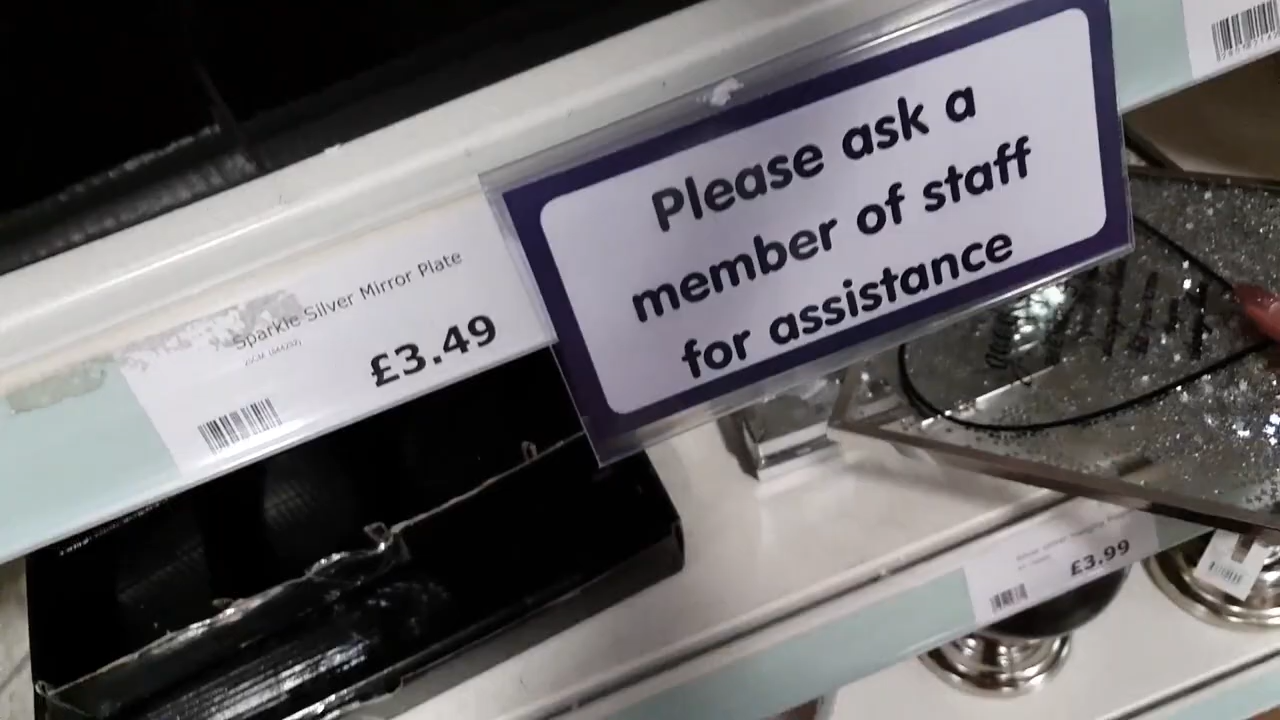 Please ask a
member of staff
for assistance
Sparkle Silver Mirror Plate
£3.49
£3.99